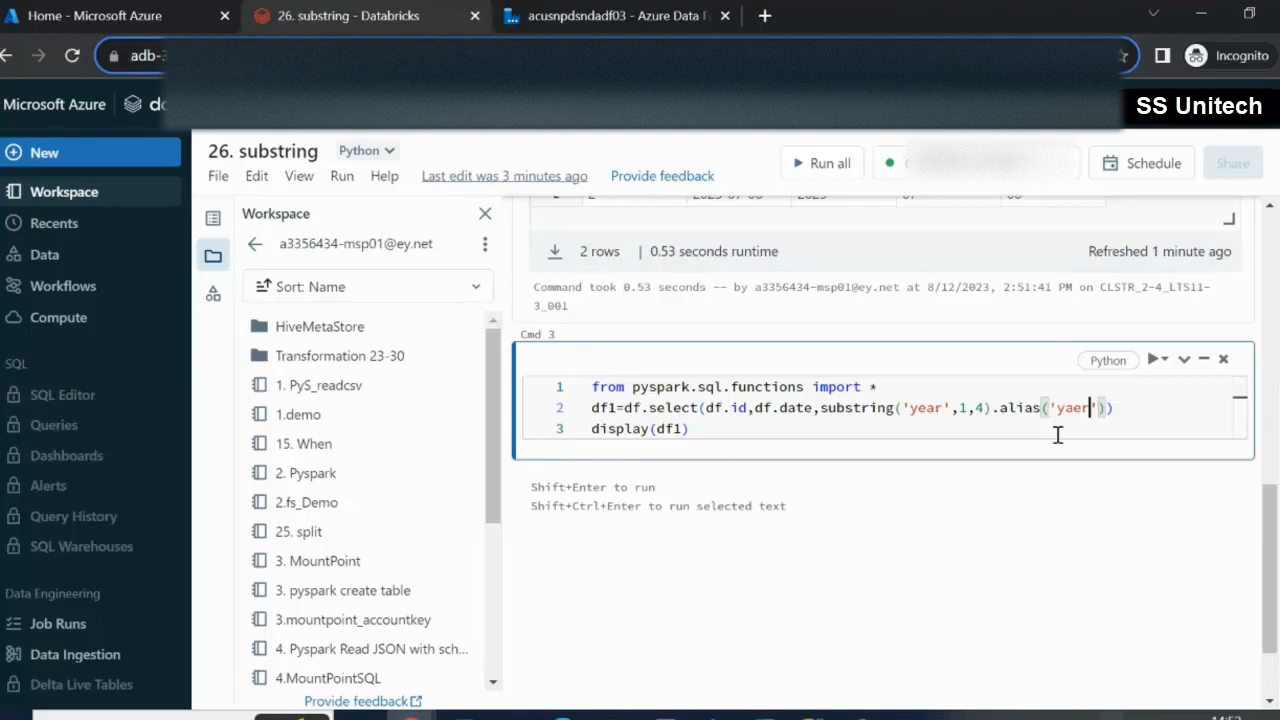 Home - Microsoft Azure
26. substring - Databricks
acusnpdsndadf03 - Azure Data F
adb-3
Incognito
Microsoft Azure
SS Unitech
New
26. substring
Python
Run all
Schedule
Share
File
Edit
View
Run
Help
Last edit was 3 minutes ago
Provide feedback
Workspace
Recents
Data
Workflows
Compute
SQL
SQL Editor
Queries
Dashboards
Alerts
Query History
SQL Warehouses
Data Engineering
Job Runs
Data Ingestion
Delta Live Tables
Workspace
a3356434-msp01@ey.net
Sort: Name
HiveMetaStore
Transformation 23-30
1. PyS_readcsv
1.demo
15. When
2. Pyspark
2.fs_Demo
25. split
3. MountPoint
3. pyspark create table
3.mountpoint_accountkey
4. Pyspark Read JSON with sch...
4.MountPointSQL
Provide feedback
2 rows | 0.53 seconds runtime
Refreshed 1 minute ago
Command took 0.53 seconds -- by a3356434-msp01@ey.net at 8/12/2023, 2:51:41 PM on CLSTR_2-4_LTS11-
3_001
Cmd 3
Python
1 from pyspark.sql.functions import *
2 df1=df.select(df.id,df.date,substring('year',1,4).alias('yaer'))
3 display(df1)
Shift+Enter to run
Shift+Ctrl+Enter to run selected text